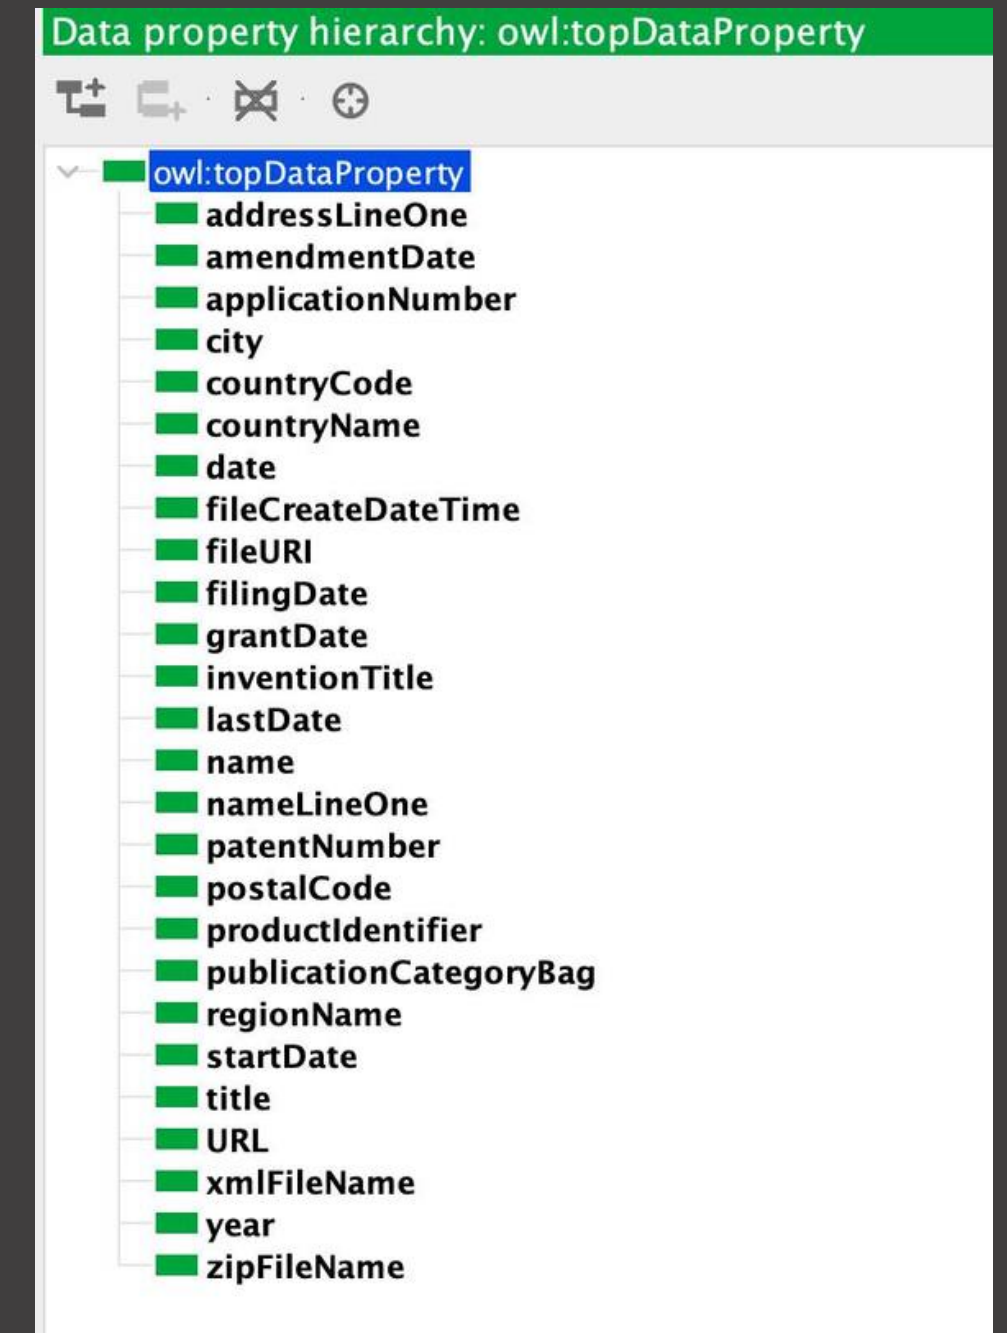 Data property hierarchy: owl:topDataProperty
owl:topDataProperty
addressLineOne
amendmentDate
applicationNumber
city
countryCode
countryName
date
fileCreateDateTime
fileURI
filingDate
grantDate
inventionTitle
lastDate
name
nameLineOne
patentNumber
postalCode
productIdentifier
publicationCategoryBag
regionName
startDate
title
URL
xmlFileName
year
zipFileName